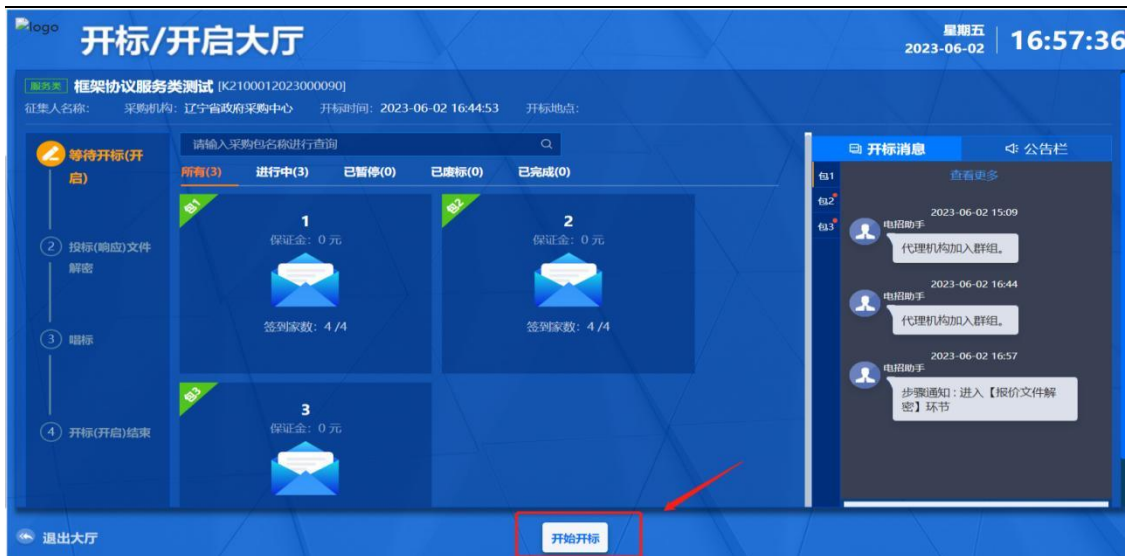 logo
开标/开启大厅
星期五
2023-06-02
16:57:36
服务类 框架协议服务类测试 [K2100012023000090]
征集人名称: 采购机构: 辽宁省政府采购中心 开标时间: 2023-06-02 16:44:53 开标地点:
等待开标(开启)
2 投标(响应)文件解密
3 唱标
4 开标(开启)结束
请输入采购包名称进行查询
所有(3) 进行中(3) 已暂停(0) 已废标(0) 已完成(0)
包1
1
保证金: 0 元
签到家数: 4 /4
包2
2
保证金: 0 元
签到家数: 4 /4
包3
3
保证金: 0 元
开标消息 公告栏
包1
包2
包3
查看更多
2023-06-02 15:09
电招助手
代理机构加入群组。
2023-06-02 16:44
电招助手
代理机构加入群组。
2023-06-02 16:57
电招助手
步骤通知 : 进入【报价文件解
密】环节
退出大厅
开始开标